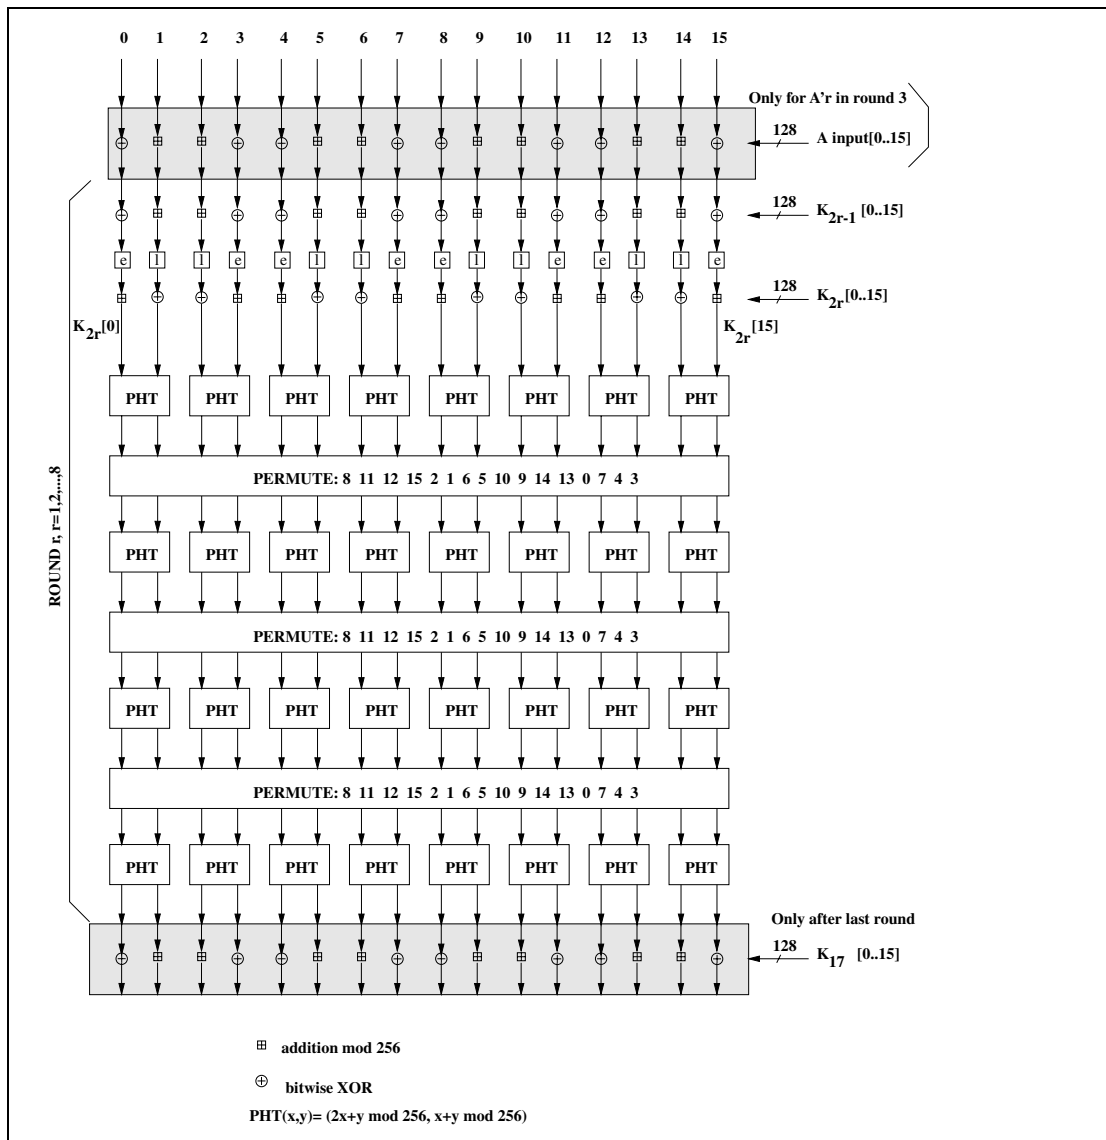 0 1 2 3 4 5 6 7 8 9 10 11 12 13 14 15
Only for A'r in round 3
128
A input[0..15]
128
K2r-1 [0..15]
e l l e e l l e e l l e e l l e
128
K2r[0..15]
K2r[0]
K2r[15]
PHT PHT PHT PHT PHT PHT PHT PHT
PERMUTE: 8 11 12 15 2 1 6 5 10 9 14 13 0 7 4 3
PHT PHT PHT PHT PHT PHT PHT PHT
ROUND r, r=1,2,...,8
PERMUTE: 8 11 12 15 2 1 6 5 10 9 14 13 0 7 4 3
PHT PHT PHT PHT PHT PHT PHT PHT
PERMUTE: 8 11 12 15 2 1 6 5 10 9 14 13 0 7 4 3
PHT PHT PHT PHT PHT PHT PHT PHT
Only after last round
128
K17 [0..15]
addition mod 256
bitwise XOR
PHT(x,y)= (2x+y mod 256, x+y mod 256)